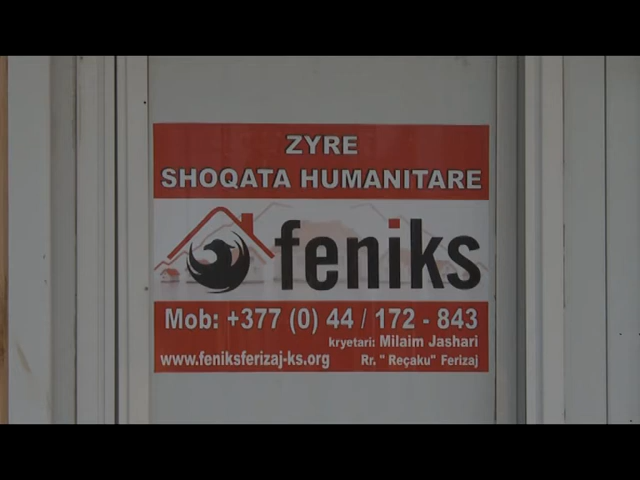 ZYRE
SHOQATA HUMANITARE
feniks
Mob: +377 (0) 44 / 172 - 843
kryetari: Milaim Jashari
www.feniksferizaj-ks.org
Rr. " Reçaku" Ferizaj